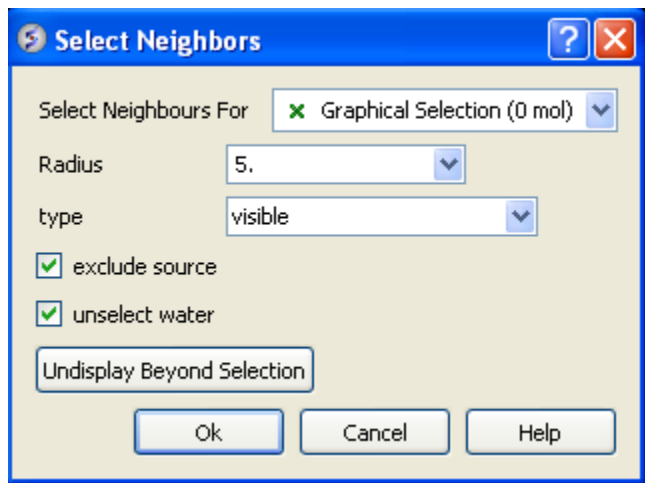 Select Neighbors
Select Neighbours For × Graphical Selection (0 mol)
Radius 5.
type visible
exclude source
unselect water
Undisplay Beyond Selection
Ok Cancel Help